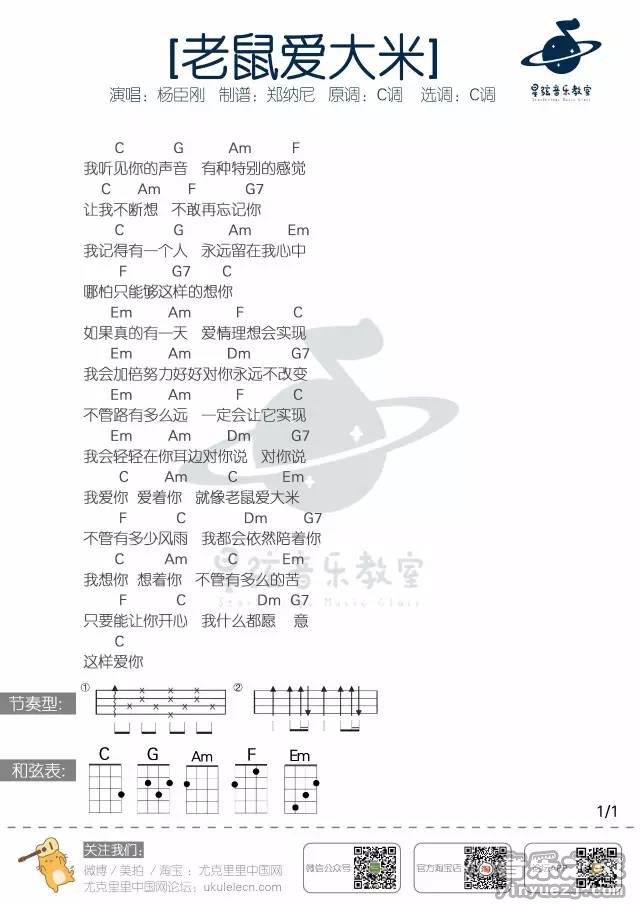 [老鼠爱大米]
演唱：杨臣刚 制谱：郑纳尼 原调：C调 选调：C调
星弦音乐教室
C G Am F
我听见你的声音 有种特别的感觉
C Am F G7
让我不断想 不敢再忘记你
C G Am Em
我记得有一个人 永远留在我心中
F G7 C
哪怕只能够这样的想你
Em Am F C
如果真的有一天 爱情理想会实现
Em Am Dm G7
我会加倍努力好好对你永远不改变
Em Am F C
不管路有多么远 一定会让它实现
Em Am Dm G7
我会轻轻在你耳边对你说 对你说
C Am C Em
我爱你 爱着你 就像老鼠爱大米
F C Dm G7
不管有多少风雨 我都会依然陪着你
C Am C Em
我想你 想着你 不管有多么的苦
F C Dm G7
只要能让你开心 我什么都愿 意
C
这样爱你
星弦音乐教室
节奏型: ① ②
和弦表: C G Am F Em
1/1
关注我们:
微博 / 美拍 / 淘宝 : 尤克里里中国网
尤克里里中国网论坛: ukulelecn.com
微信公众号
官方淘宝店
yinyuezj.com